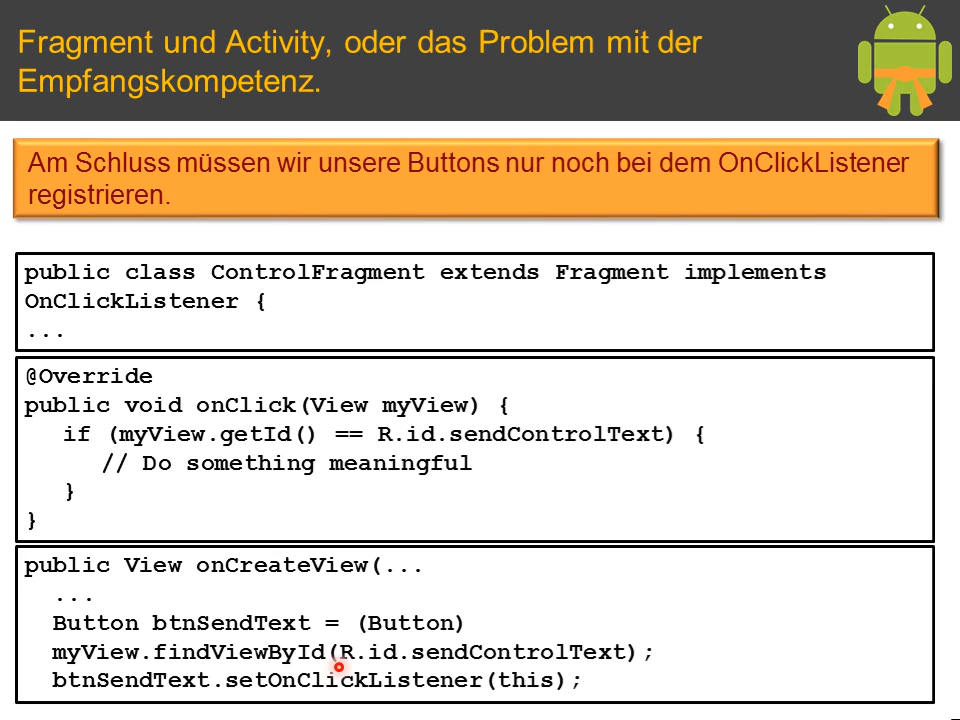 Fragment und Activity, oder das Problem mit der
Empfangskompetenz.
Am Schluss müssen wir unsere Buttons nur noch bei dem OnClickListener
registrieren.
public class ControlFragment extends Fragment implements
OnClickListener {
...
@Override
public void onClick(View myView) {
if (myView.getId() == R.id.sendControlText) {
// Do something meaningful
}
}
public View onCreateView(...
...
Button btnSendText = (Button)
myView.findViewById(R.id.sendControlText);
btnSendText.setOnClickListener(this);